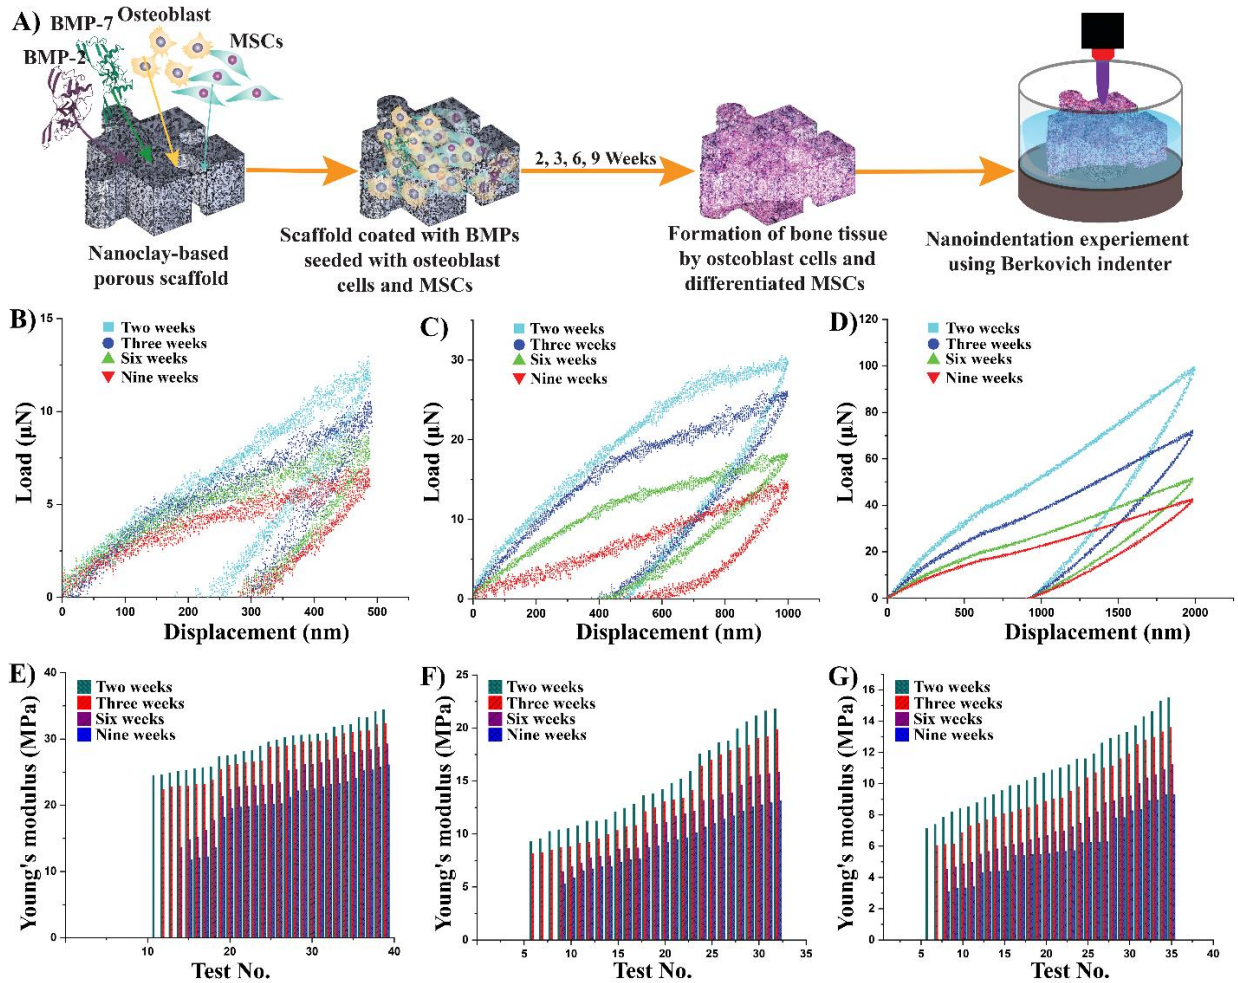 A)
BMP-7
Osteoblast
MSCs
BMP-2
2, 3, 6, 9 Weeks
Nanoclay-based
porous scaffold
Scaffold coated with BMPs
seeded with osteoblast
cells and MSCs
Formation of bone tissue
by osteoblast cells and
differentiated MSCs
Nanoindentation experiement
using Berkovich indenter
B)
Two weeks
Three weeks
Six weeks
Nine weeks
Load (µN)
15
10
5
0
0
100
200
300
400
500
Displacement (nm)
C)
Two weeks
Three weeks
Six weeks
Nine weeks
Load (µN)
30
20
10
0
0
200
400
600
800
1000
Displacement (nm)
D)
Two weeks
Three weeks
Six weeks
Nine weeks
Load (µN)
120
100
80
60
40
20
0
0
500
1000
1500
2000
Displacement (nm)
E)
Two weeks
Three weeks
Six weeks
Nine weeks
Young's modulus (MPa)
40
30
20
10
0
10
20
30
40
Test No.
F)
Two weeks
Three weeks
Six weeks
Nine weeks
Young's modulus (MPa)
25
20
15
10
5
0
5
10
15
20
25
30
35
Test No.
G)
Two weeks
Three weeks
Six weeks
Nine weeks
Young's modulus (MPa)
16
14
12
10
8
6
4
2
0
5
10
15
20
25
30
35
40
Test No.